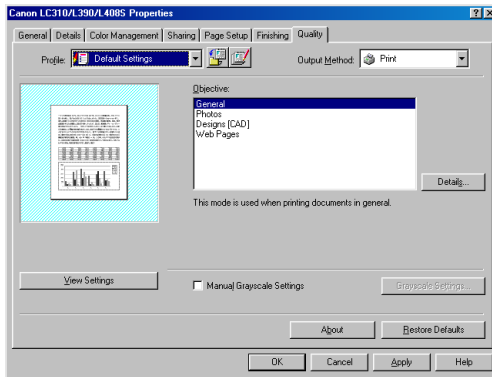 Canon LC310/L390/L408S Properties
General Details Color Management Sharing Page Setup Finishing Quality
Profile: Default Settings Output Method: Print
Objective:
General
Photos
Designs [CAD]
Web Pages
Details...
This mode is used when printing documents in general.
View Settings Manual Grayscale Settings Grayscale Settings...
About Restore Defaults
OK Cancel Apply Help